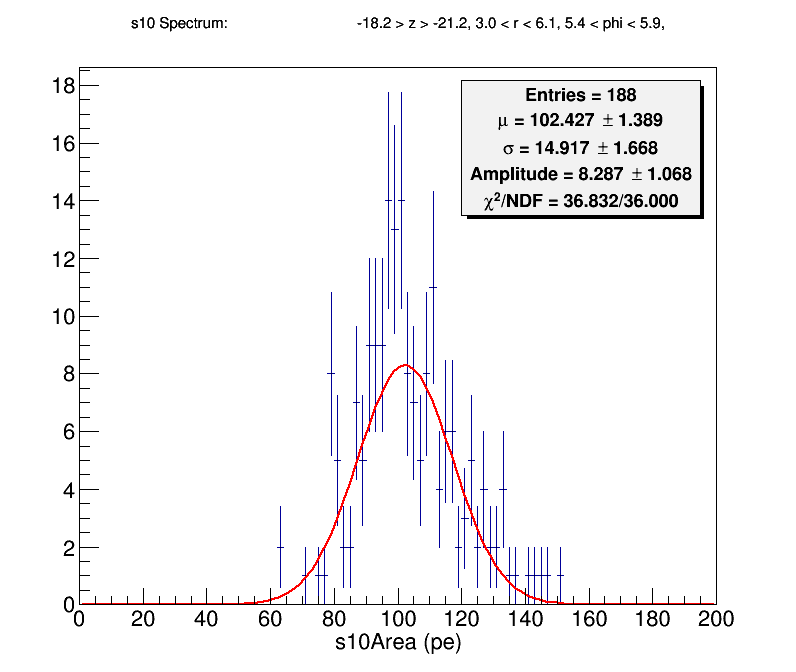 s10 Spectrum: -18.2 > z > -21.2, 3.0 < r < 6.1, 5.4 < phi < 5.9,
Entries = 188
μ = 102.427 ± 1.389
σ = 14.917 ± 1.668
Amplitude = 8.287 ± 1.068
χ²/NDF = 36.832/36.000
18
16
14
12
10
8
6
4
2
0
0 20 40 60 80 100 120 140 160 180 200
s10Area (pe)